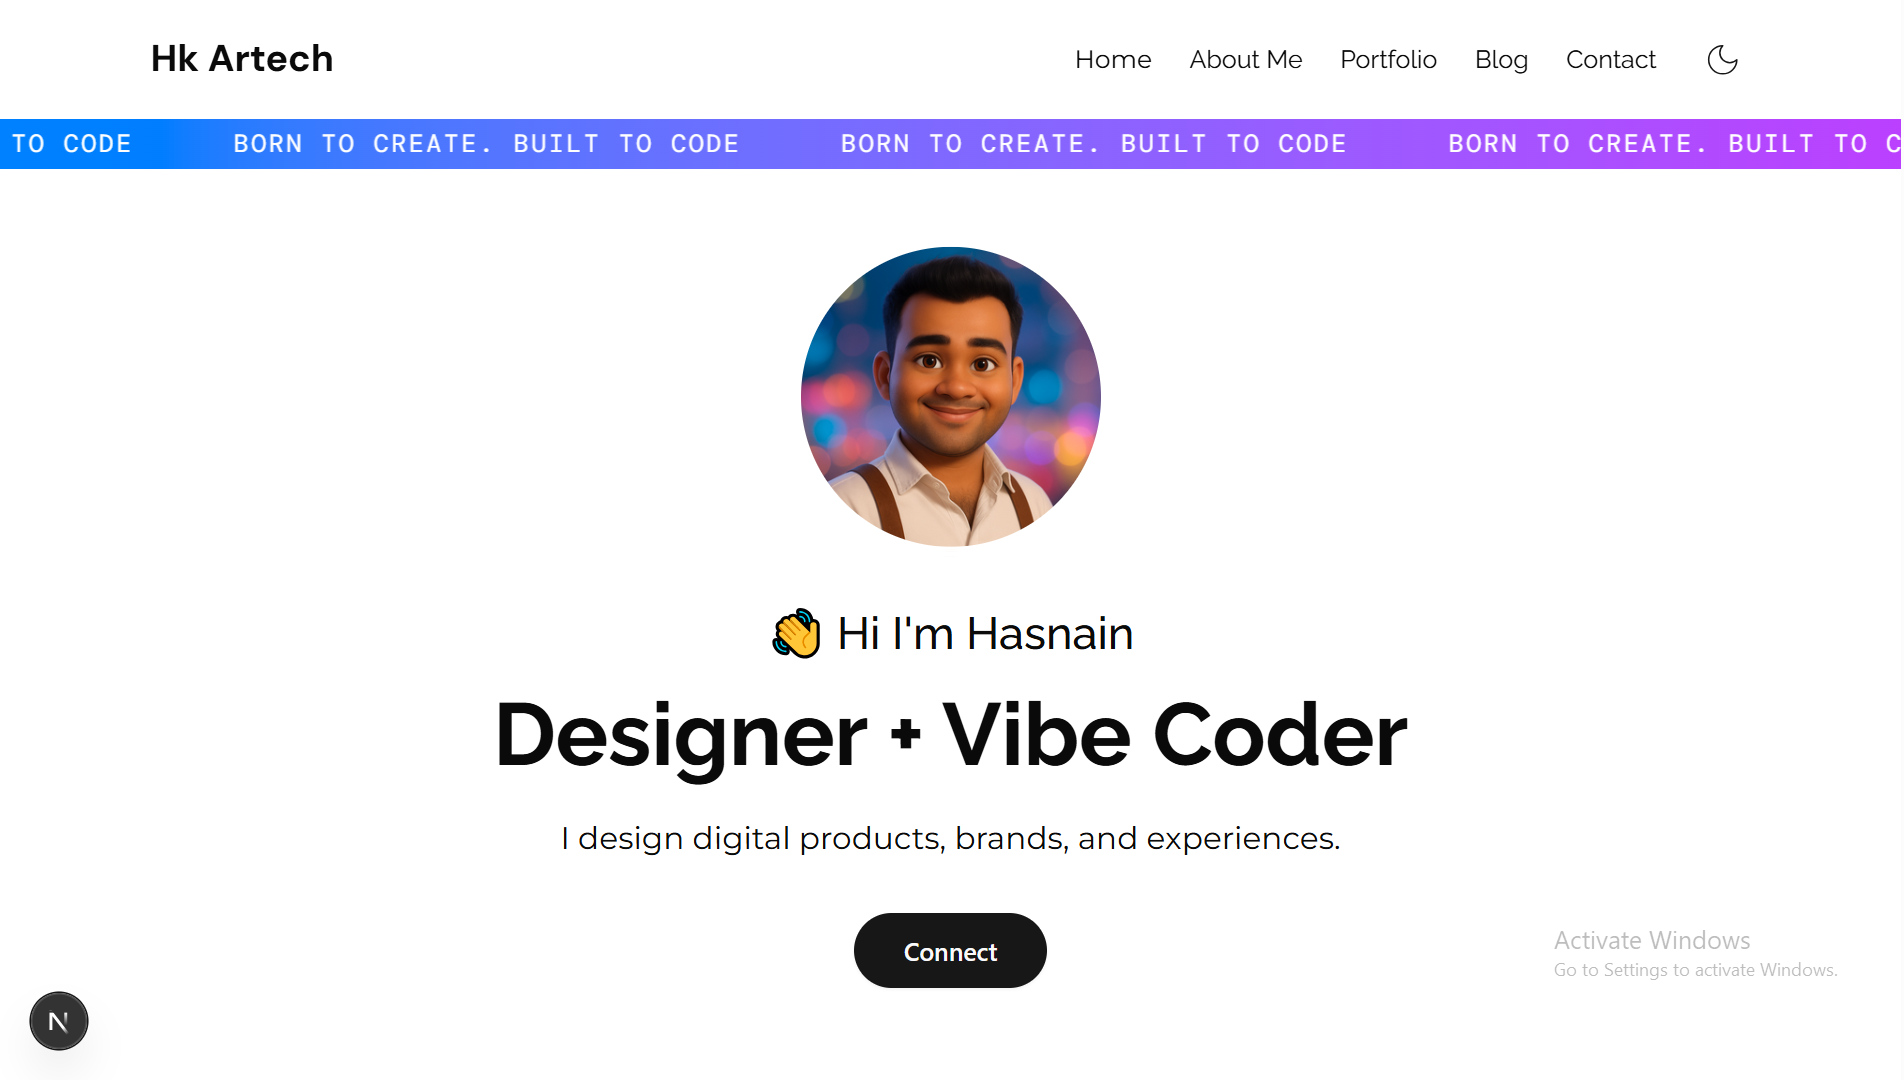 Hk Artech
Home About Me Portfolio Blog Contact
TO CODE BORN TO CREATE. BUILT TO CODE BORN TO CREATE. BUILT TO CODE BORN TO CREATE. BUILT TO C
Hi I'm Hasnain
Designer + Vibe Coder
I design digital products, brands, and experiences.
Connect
Activate Windows
Go to Settings to activate Windows.
N